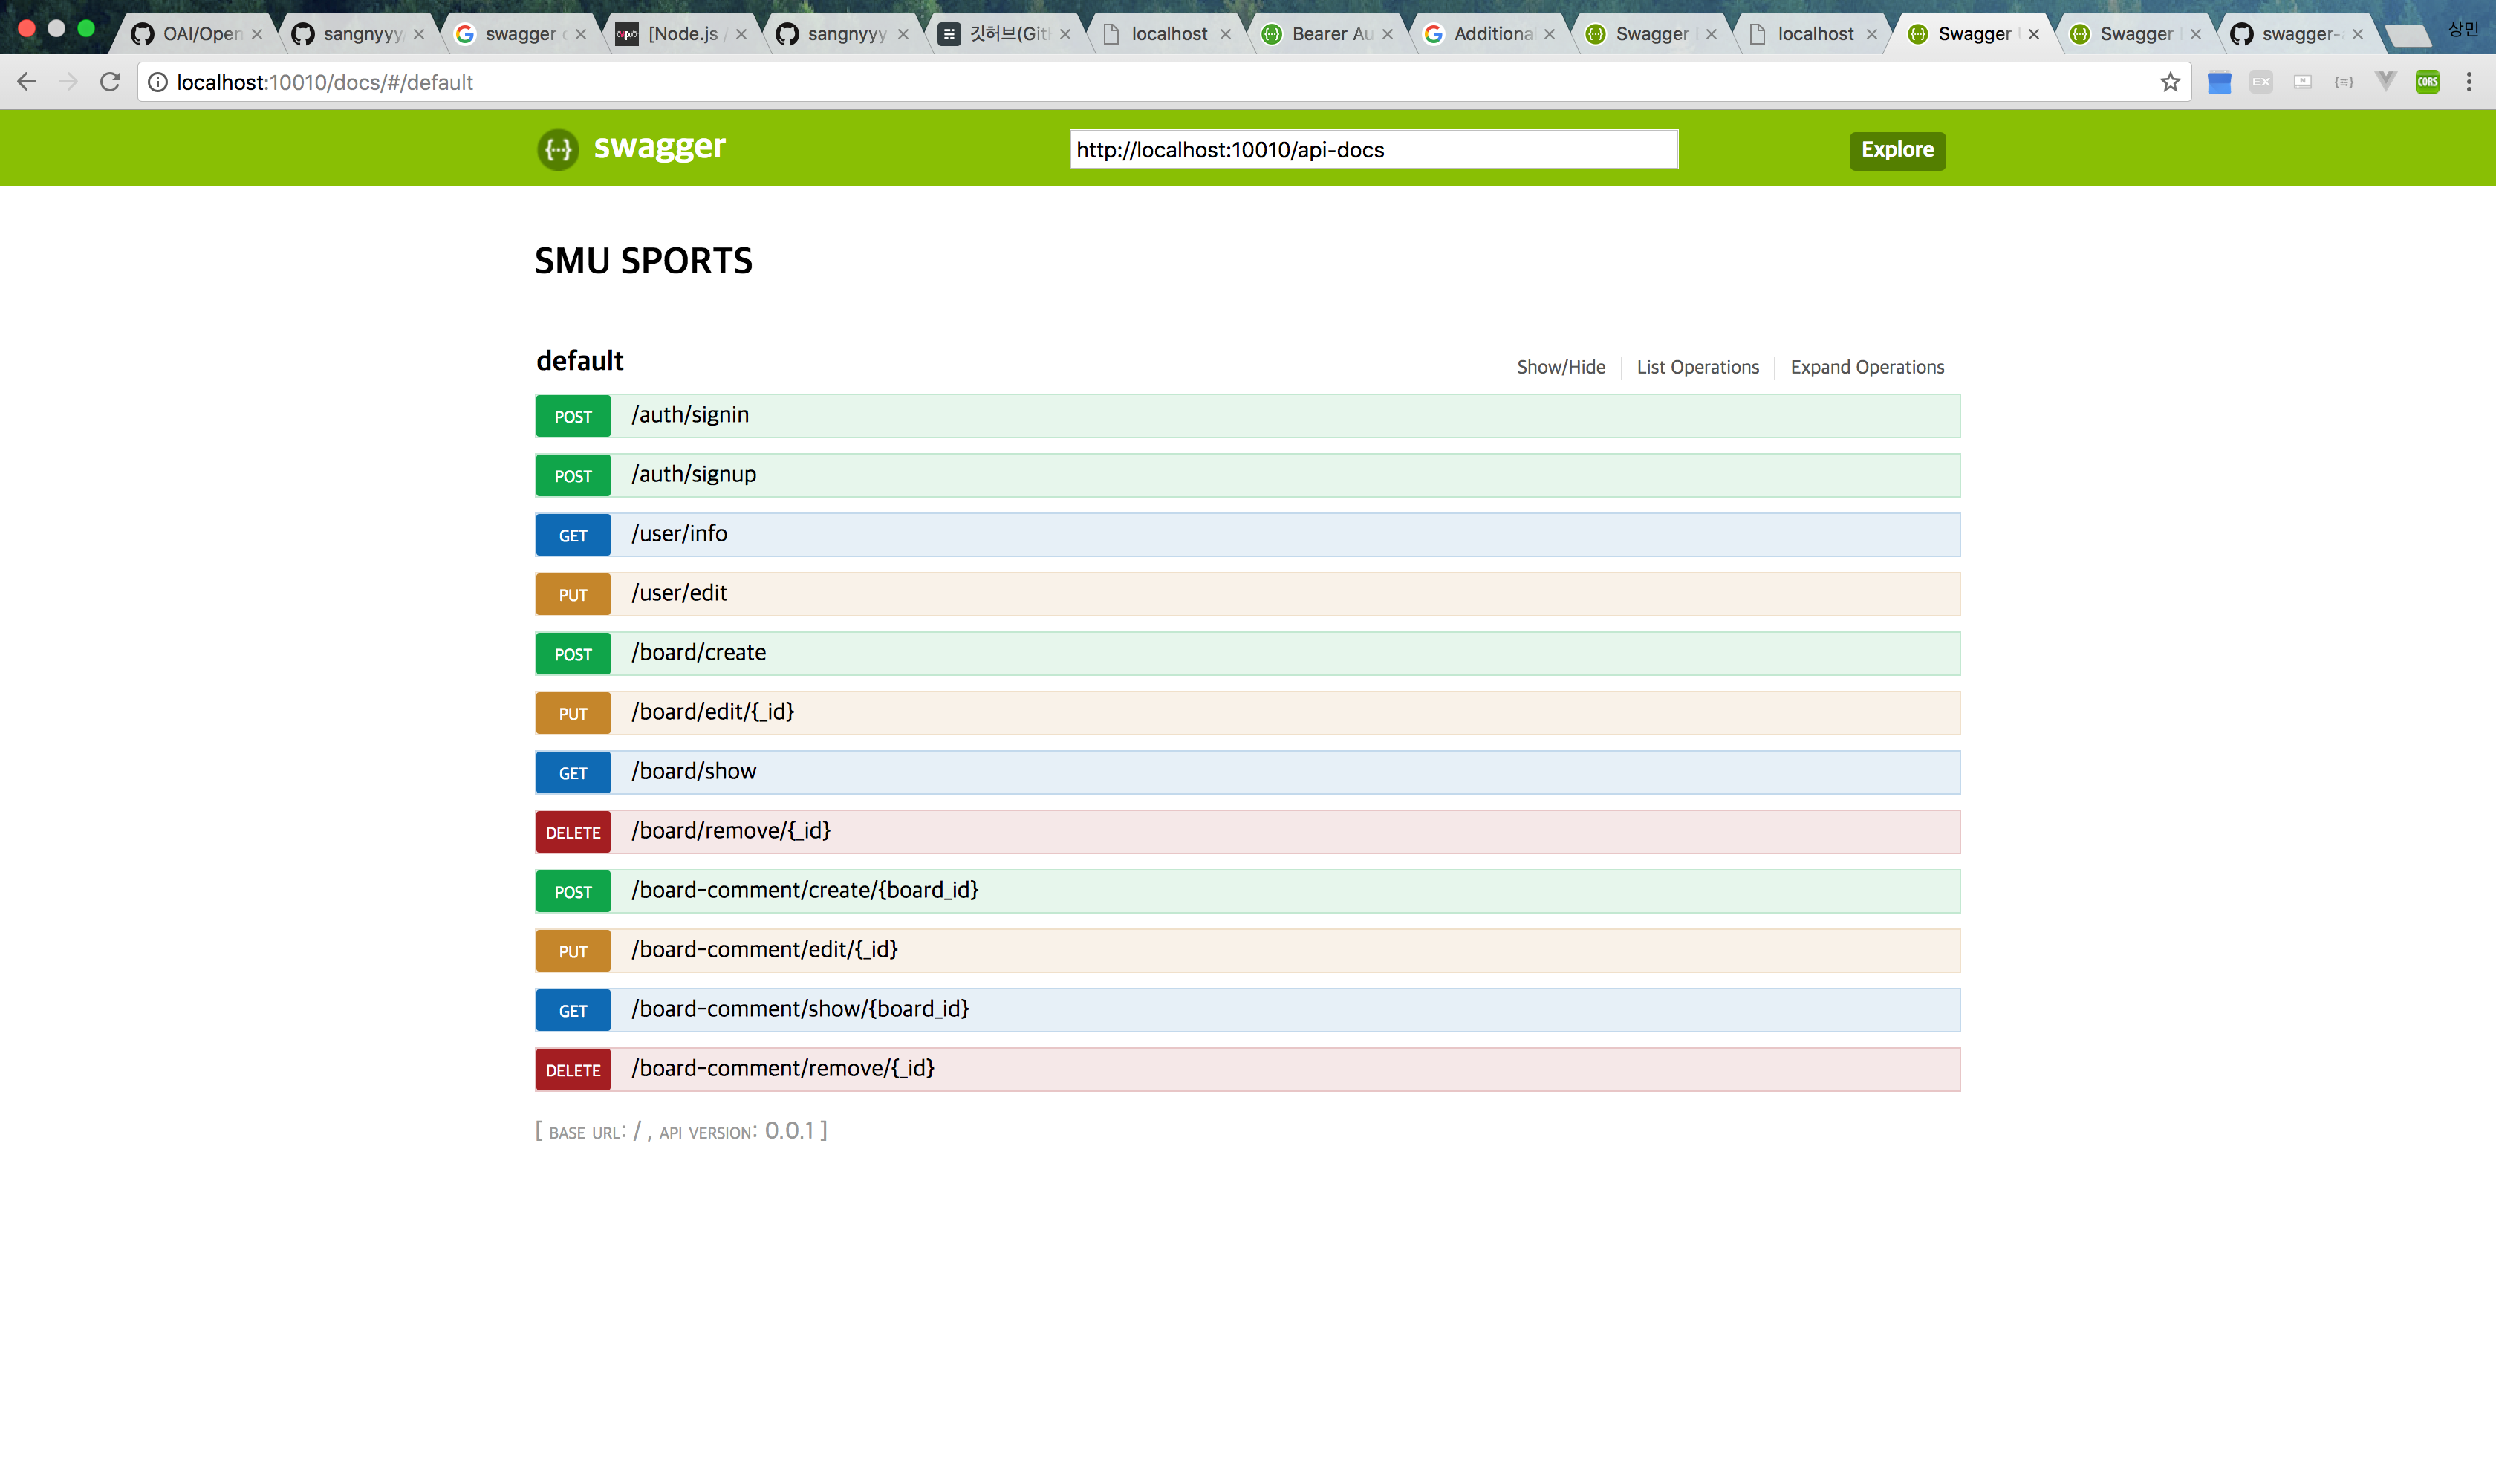 OAI/Open sangnyyy/ swagger [Node.js / sangnyyy 깃허브(Git localhost Bearer Au Additional Swagger localhost Swagger Swagger swagger- 상민
localhost:10010/docs/#/default EX CORS
{···} swagger http://localhost:10010/api-docs Explore
SMU SPORTS
default Show/Hide List Operations Expand Operations
POST /auth/signin
POST /auth/signup
GET /user/info
PUT /user/edit
POST /board/create
PUT /board/edit/{_id}
GET /board/show
DELETE /board/remove/{_id}
POST /board-comment/create/{board_id}
PUT /board-comment/edit/{_id}
GET /board-comment/show/{board_id}
DELETE /board-comment/remove/{_id}
[ BASE URL: / , API VERSION: 0.0.1 ]